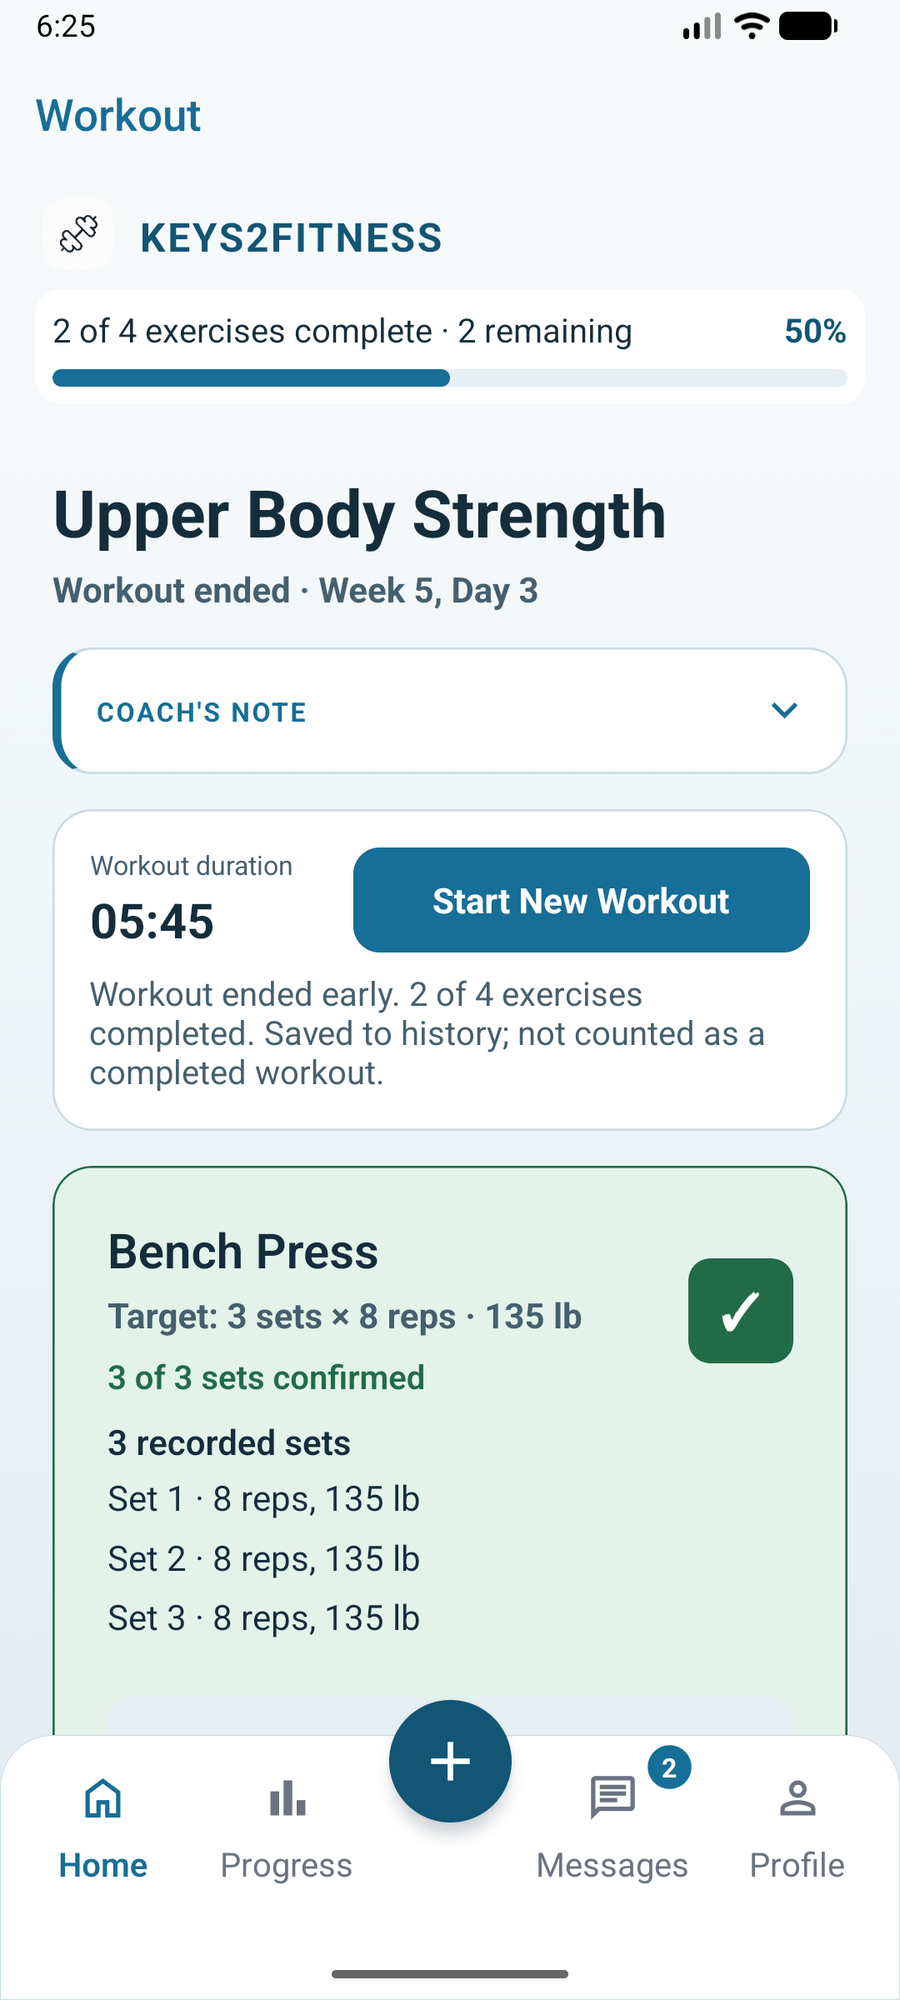 6:25
Workout
KEYS2FITNESS
2 of 4 exercises complete · 2 remaining
50%
Upper Body Strength
Workout ended · Week 5, Day 3
COACH'S NOTE
Workout duration
05:45
Start New Workout
Workout ended early. 2 of 4 exercises
completed. Saved to history; not counted as a
completed workout.
Bench Press
Target: 3 sets × 8 reps · 135 lb
✓
3 of 3 sets confirmed
3 recorded sets
Set 1 · 8 reps, 135 lb
Set 2 · 8 reps, 135 lb
Set 3 · 8 reps, 135 lb
+
2
Home
Progress
Messages
Profile